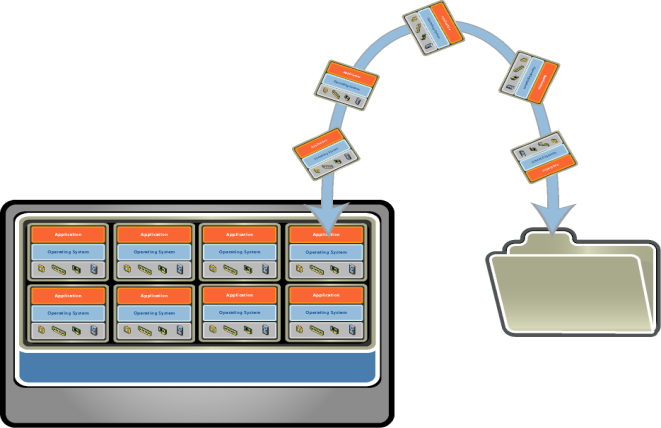 Application
Application
Application
Application
Operating System
Operating System
Operating System
Operating System
Application
Application
Application
Application
Operating System
Operating System
Operating System
Operating System